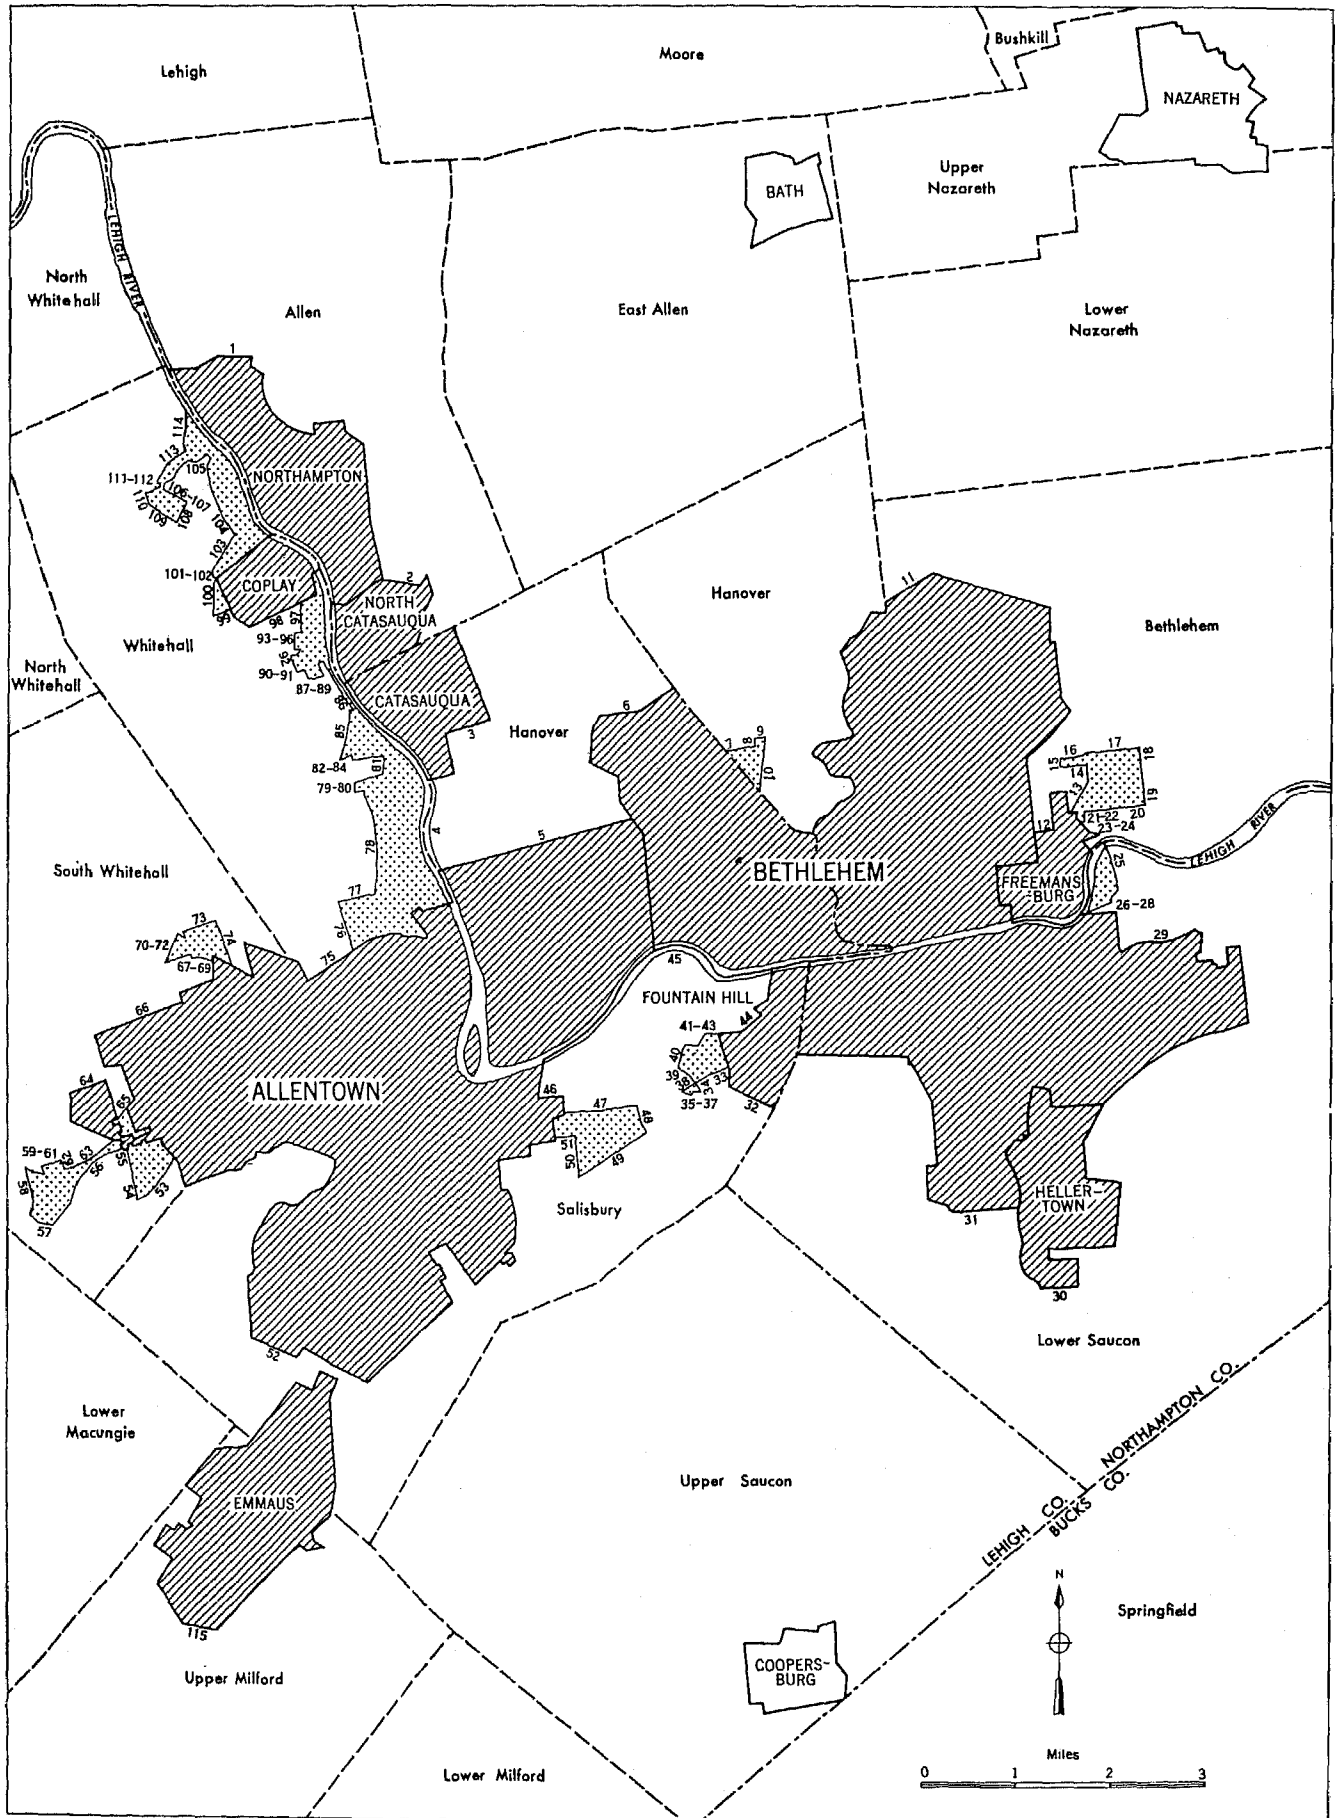 Lehigh
Moore
Bushkill
NAZARETH
Upper
Nazareth
BATH
LEHIGH RIVER
North
Whitehall
Allen
East Allen
Lower
Nazareth
1
114
113
105
NORTHAMPTON
111-112
106-107
110
109
108
104
103
101-102
COPLAY
2
100
99
98
97
NORTH
CATASAUQUA
Hanover
11
Bethlehem
Whitehall
93-96
92
90-91
87-89
North
Whitehall
86
CATASAUQUA
3
Hanover
6
7
8
9
10
85
82-84
81
79-80
4
5
78
15
16
17
18
14
13
19
12
21-22
20
23-24
LEHIGH RIVER
South Whitehall
BETHLEHEM
FREEMANS
BURG
25
26-28
77
76
75
73
74
70-72
67-69
29
45
FOUNTAIN HILL
44
41-43
40
39
38
35-37
34
33
32
66
64
65
ALLENTOWN
46
47
48
51
50
49
59-61
62
63
56
55
54
53
58
57
Salisbury
HELLER-
TOWN
31
30
52
Lower Saucon
Lower
Macungie
NORTHAMPTON CO.
LEHIGH CO.
BUCKS CO.
EMMAUS
Upper Saucon
115
N
Springfield
COOPERS-
BURG
Upper Milford
Lower Milford
Miles
0 1 2 3